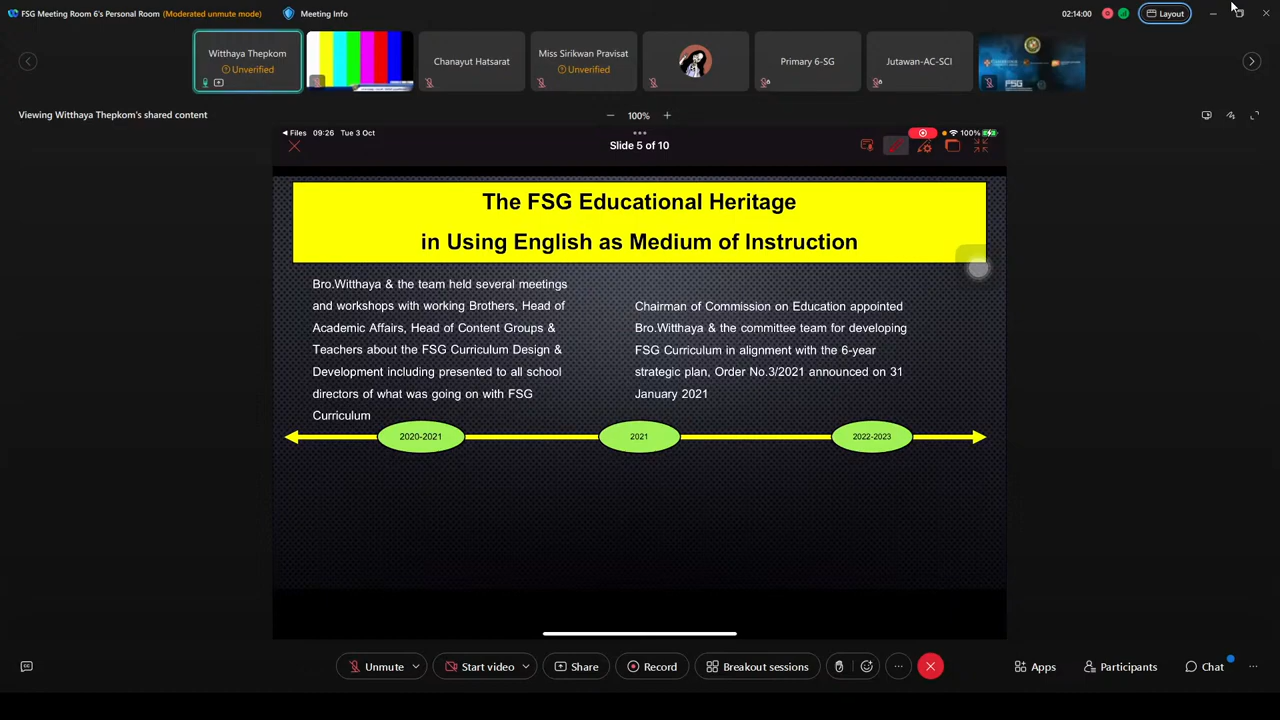 FSG Meeting Room 6's Personal Room (Moderated unmute mode)
Meeting Info
02:14:00
Layout
Witthaya Thepkom
Unverified
Chanayut Hatsarat
Miss Sirikwan Pravisat
Unverified
Primary 6-SG
Jutawan-AC-SCI
FSG
Viewing Witthaya Thepkom's shared content
100%
Files 09:26 Tue 3 Oct
100%
Slide 5 of 10
The FSG Educational Heritage
in Using English as Medium of Instruction
Bro.Witthaya & the team held several meetings
and workshops with working Brothers, Head of
Academic Affairs, Head of Content Groups &
Teachers about the FSG Curriculum Design &
Development including presented to all school
directors of what was going on with FSG
Curriculum
Chairman of Commission on Education appointed
Bro.Witthaya & the committee team for developing
FSG Curriculum in alignment with the 6-year
strategic plan, Order No.3/2021 announced on 31
January 2021
2020-2021
2021
2022-2023
Unmute
Start video
Share
Record
Breakout sessions
Apps
Participants
Chat